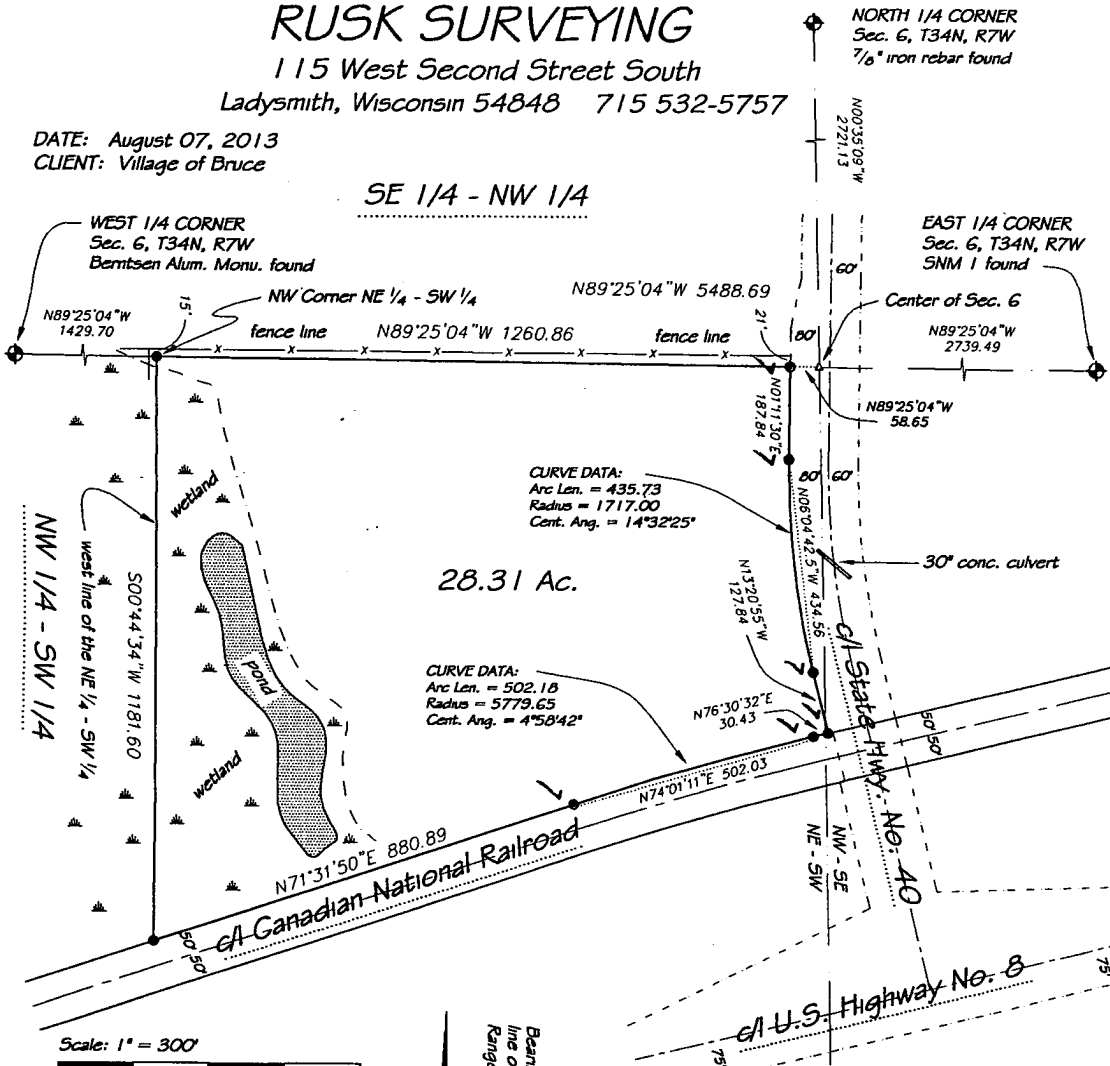 RUSK SURVEYING
115 West Second Street South
Ladysmith, Wisconsin 54848 715 532-5757
NORTH 1/4 CORNER
Sec. 6, T34N, R7W
7/8" iron rebar found
N00°35'09"W
2721.13
DATE: August 07, 2013
CLIENT: Village of Bruce
SE 1/4 - NW 1/4
WEST 1/4 CORNER
Sec. 6, T34N, R7W
Berntsen Alum. Monu. found
EAST 1/4 CORNER
Sec. 6, T34N, R7W
SNM 1 found
60'
NW Corner NE 1/4 - SW 1/4
N89°25'04"W 5488.69
Center of Sec. 6
N89°25'04"W
1429.70
15'
fence line
N89°25'04"W 1260.86
fence line
21'
80'
N89°25'04"W
2739.49
N01°11'30"E
187.84
N89°25'04"W
58.65
CURVE DATA:
Arc Len. = 435.73
Radius = 1717.00
Cent. Ang. = 14°32'25"
80'
60'
N06°04'42.5"W 434.56
wetland
NW 1/4 - SW 1/4
west line of the NE 1/4 - SW 1/4
S00°44'34"W 1181.60
28.31 Ac.
30" conc. culvert
N13°20'55"W
127.84
pond
CURVE DATA:
Arc Len. = 502.18
Radius = 5779.65
Cent. Ang. = 4°58'42"
N76°30'32"E
30.43
c/l State Hwy. No. 40
50' 50'
wetland
N74°01'11"E 502.03
N71°31'50"E 880.89
c/l Canadian National Railroad
NW - SE
NE - SW
50' 50'
c/l U.S. Highway No. 8
75'
75'
Scale: 1" = 300'
line o